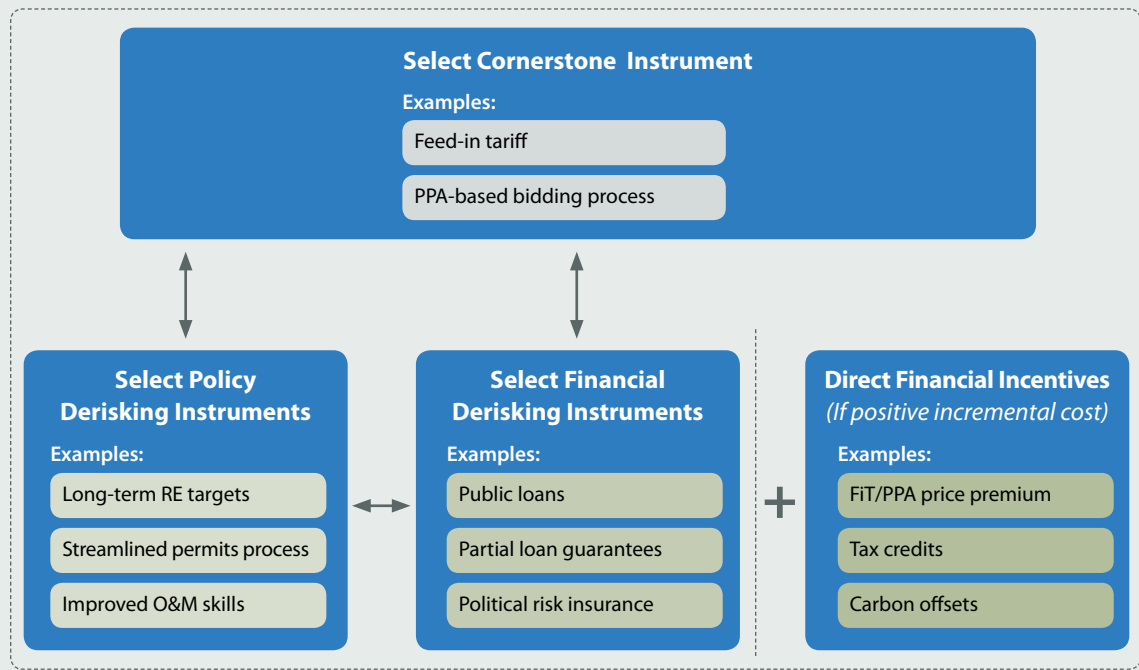 Select Cornerstone Instrument
Examples:
Feed-in tariff
PPA-based bidding process
Select Policy
Derisking Instruments
Examples:
Long-term RE targets
Streamlined permits process
Improved O&M skills
Select Financial
Derisking Instruments
Examples:
Public loans
Partial loan guarantees
Political risk insurance
+
Direct Financial Incentives
(If positive incremental cost)
Examples:
FiT/PPA price premium
Tax credits
Carbon offsets